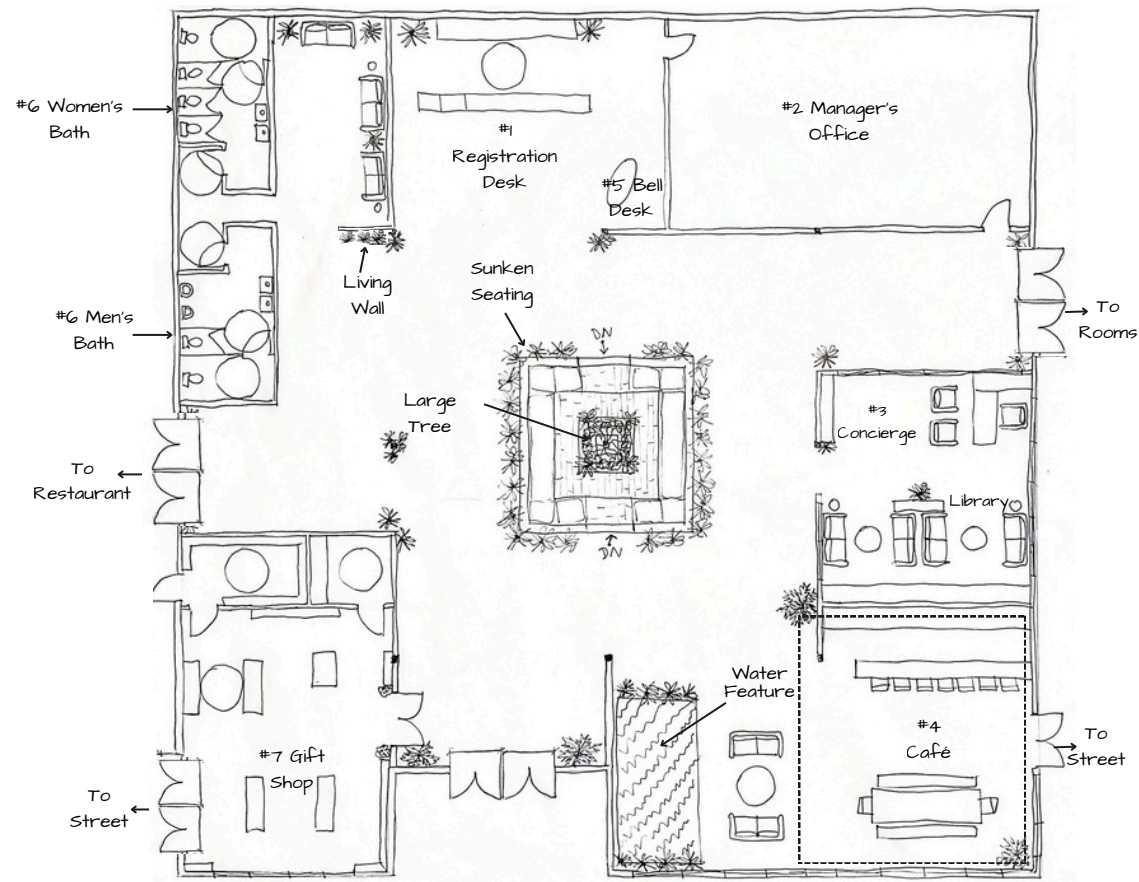 #6 Women's
Bath
#1
Registration
Desk
#2 Manager's
Office
#5 Bell
Desk
Living
Wall
Sunken
Seating
#6 Men's
Bath
To
Rooms
DN
Large
Tree
#3
Concierge
To
Restaurant
Library
DN
Water
Feature
#4
Café
To
Street
#7 Gift
Shop
To
Street